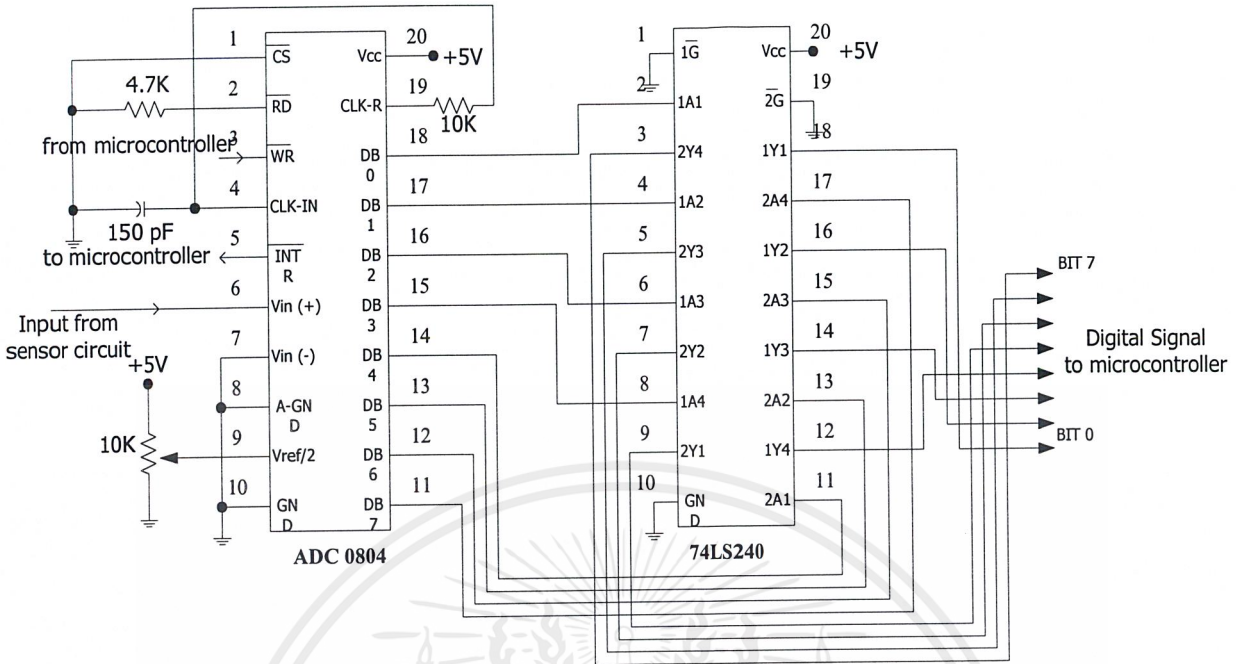 1
CS
Vcc
20
+5V
4.7K
2
RD
CLK-R
19
10K
from microcontroller
3
WR
DB
0
18
4
CLK-IN
DB
1
17
150 pF
to microcontroller
5
INT
R
DB
2
16
6
Vin (+)
DB
3
15
Input from
sensor circuit
7
Vin (-)
DB
4
14
+5V
8
A-GN
D
DB
5
13
10K
9
Vref/2
DB
6
12
10
GN
D
DB
7
11
ADC 0804
1
1G
Vcc
20
+5V
2
1A1
2G
19
3
2Y4
1Y1
18
4
1A2
2A4
17
5
2Y3
1Y2
16
6
1A3
2A3
15
7
2Y2
1Y3
14
8
1A4
2A2
13
9
2Y1
1Y4
12
10
GN
D
2A1
11
74LS240
BIT 7
Digital Signal
to microcontroller
BIT 0